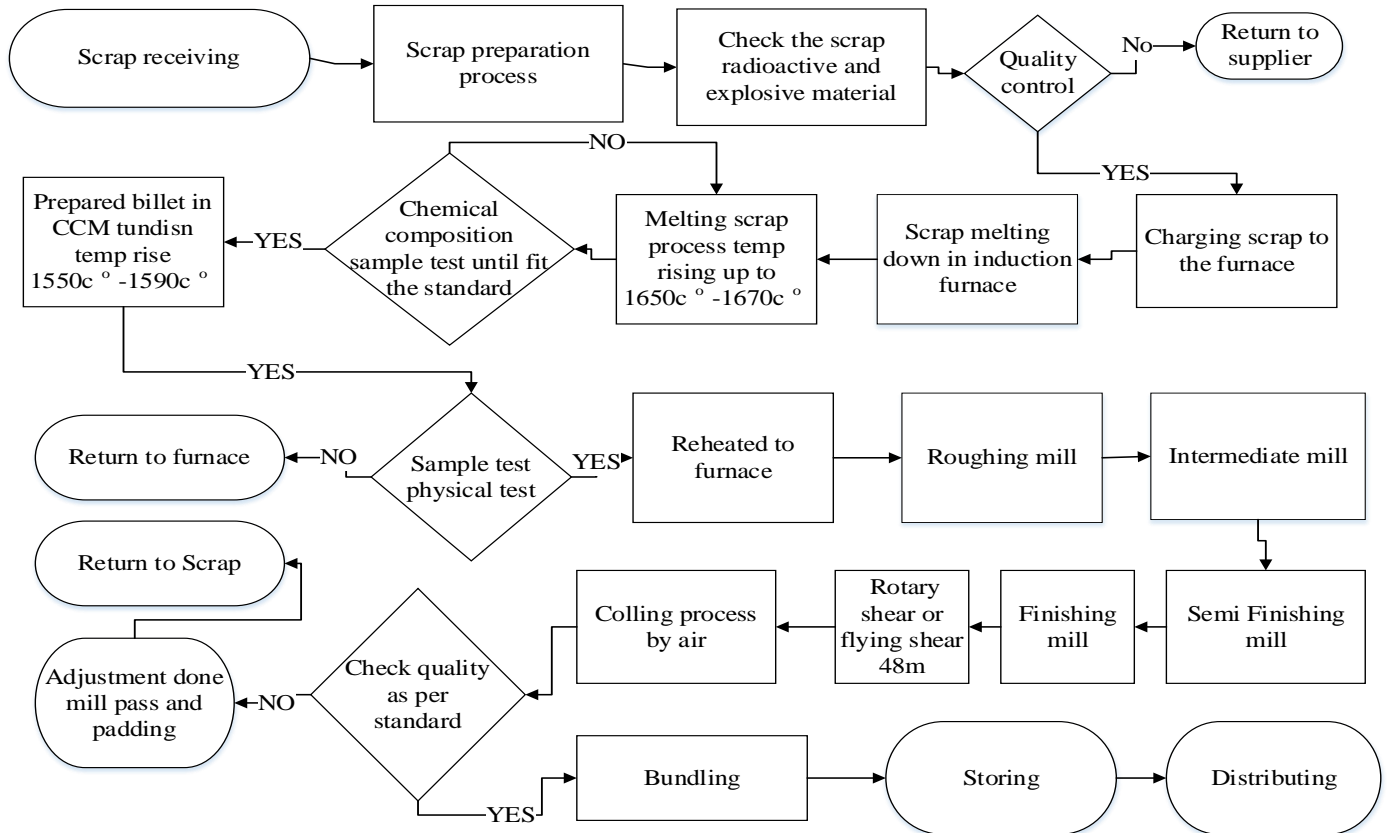 Scrap receiving
Scrap preparation
process
Check the scrap
radioactive and
explosive material
Quality
control
No
Return to
supplier
YES
NO
Prepared billet in
CCM tundisn
temp rise
1550c ° -1590c °
YES
Chemical
composition
sample test until fit
the standard
Melting scrap
process temp
rising up to
1650c ° -1670c °
Scrap melting
down in induction
furnace
Charging scrap to
the furnace
YES
Return to furnace
NO
Sample test
physical test
YES
Reheated to
furnace
Roughing mill
Intermediate mill
Return to Scrap
Adjustment done
mill pass and
padding
NO
Check quality
as per
standard
Colling process
by air
Rotary
shear or
flying shear
48m
Finishing
mill
Semi Finishing
mill
YES
Bundling
Storing
Distributing